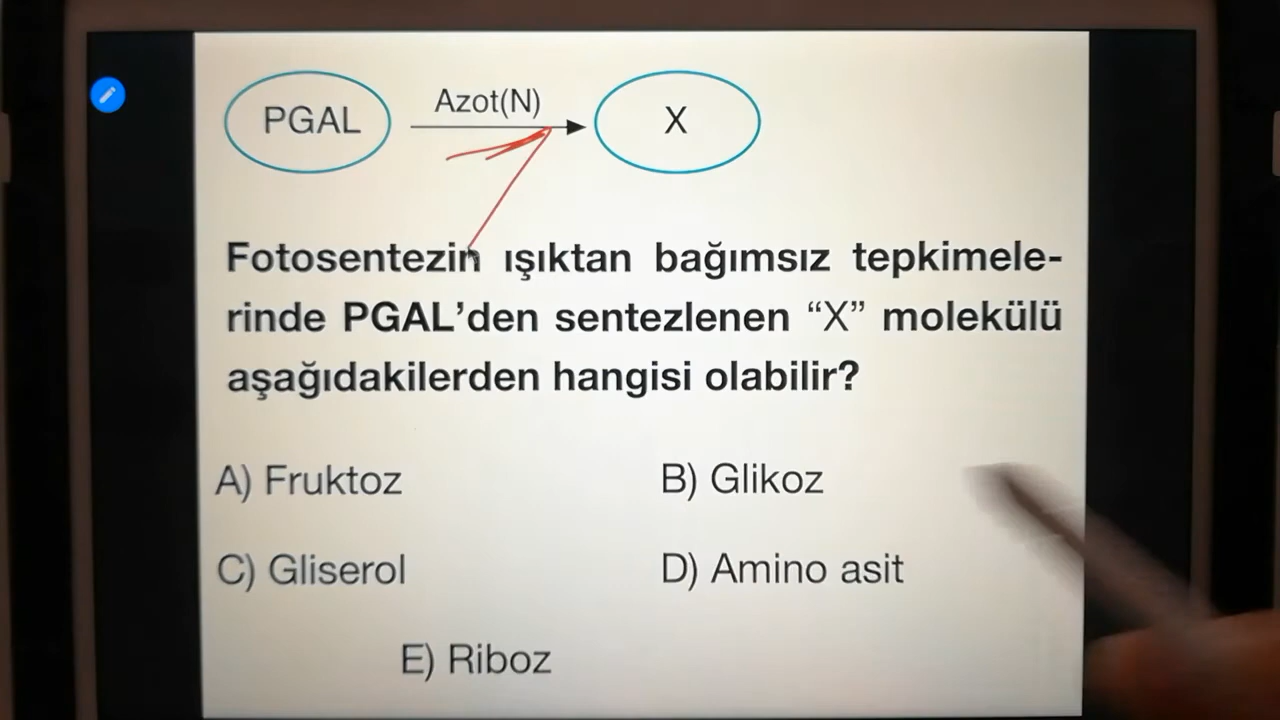 PGAL Azot(N) X
Fotosentezin ışıktan bağımsız tepkimele-
rinde PGAL’den sentezlenen “X” molekülü
aşağıdakilerden hangisi olabilir?
A) Fruktoz B) Glikoz
C) Gliserol D) Amino asit
E) Riboz